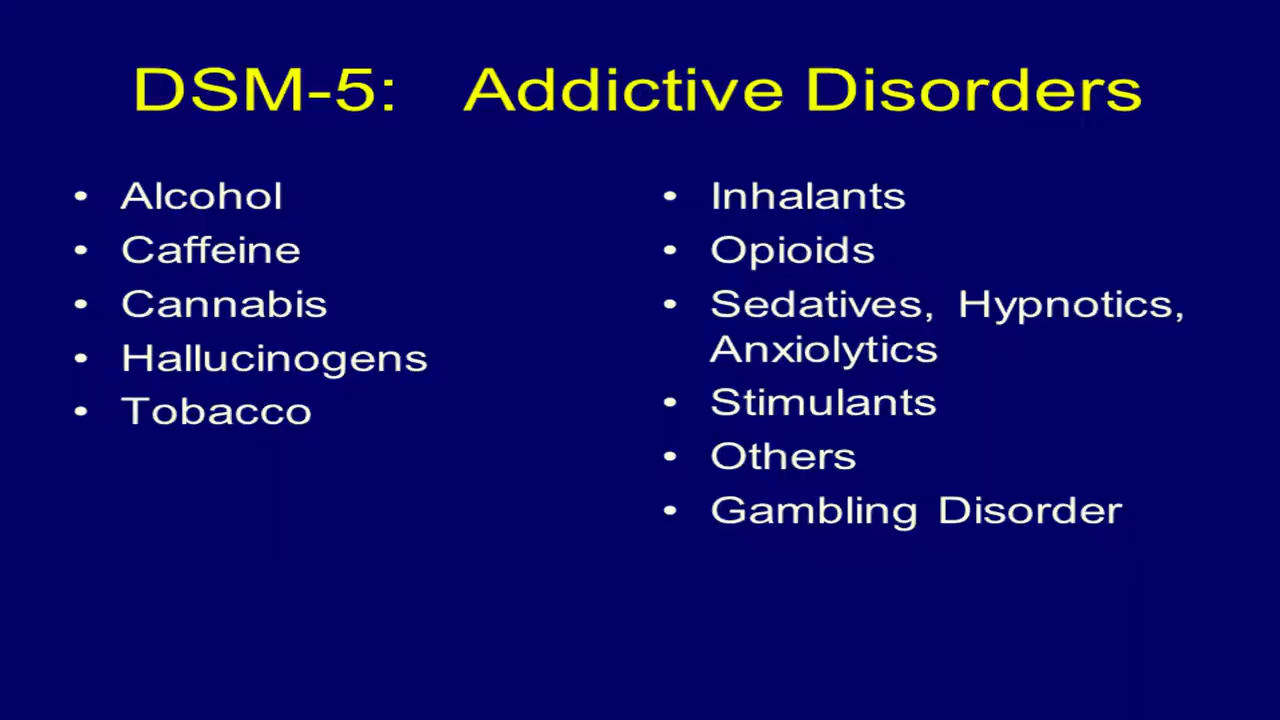 DSM-5: Addictive Disorders
• Alcohol
• Caffeine
• Cannabis
• Hallucinogens
• Tobacco
• Inhalants
• Opioids
• Sedatives, Hypnotics,
Anxiolytics
• Stimulants
• Others
• Gambling Disorder